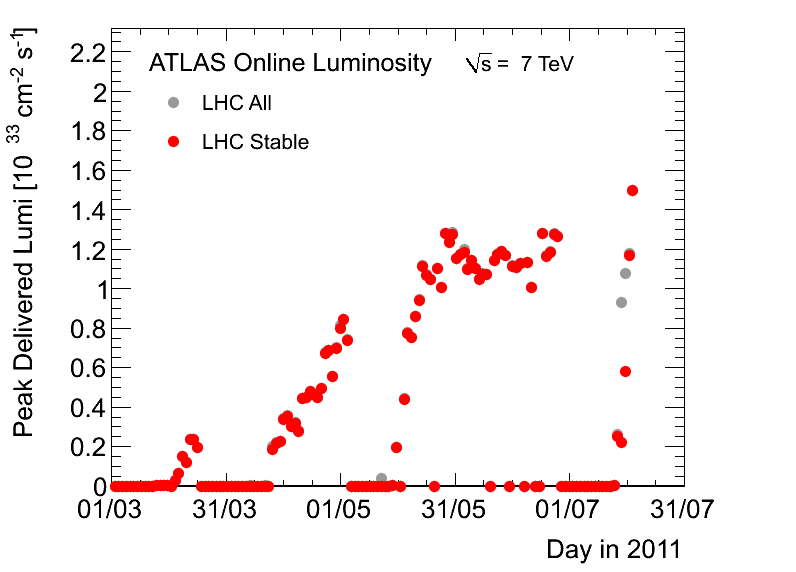 Peak Delivered Lumi [10^33 cm^-2 s^-1]
2.2
2
1.8
1.6
1.4
1.2
1
0.8
0.6
0.4
0.2
0
ATLAS Online Luminosity √s = 7 TeV
LHC All
LHC Stable
01/03 31/03 01/05 31/05 01/07 31/07
Day in 2011